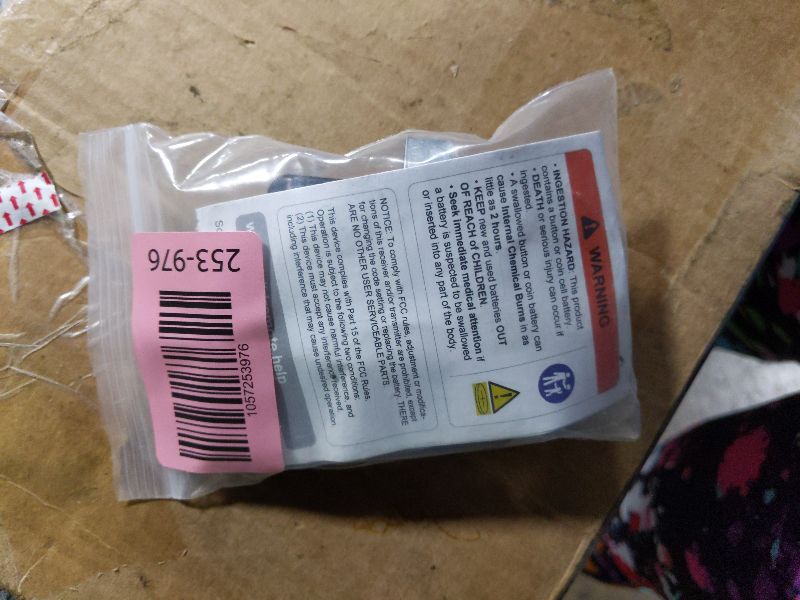 WARNING
• INGESTION HAZARD: This product
contains a button or coin cell battery.
• DEATH or serious injury can occur if
ingested.
• A swallowed button or coin battery can
cause Internal Chemical Burns in as
little as 2 hours.
• KEEP new and used batteries OUT
OF REACH of CHILDREN
• Seek immediate medical attention if
a battery is suspected to be swallowed
or inserted into any part of the body.
NOTICE: To comply with FCC rules, adjustment or modifica-
tions of this receiver and/or transmitter are prohibited, except
for changing the code setting or replacing the battery. THERE
ARE NO OTHER USER SERVICEABLE PARTS
This device complies with Part 15 of the FCC Rules.
Operation is subject to the following two conditions:
(1) This device may not cause harmful interference, and
(2) This device must accept any interference received,
including interference that may cause undesired operation.
to help
253-976
1057253976